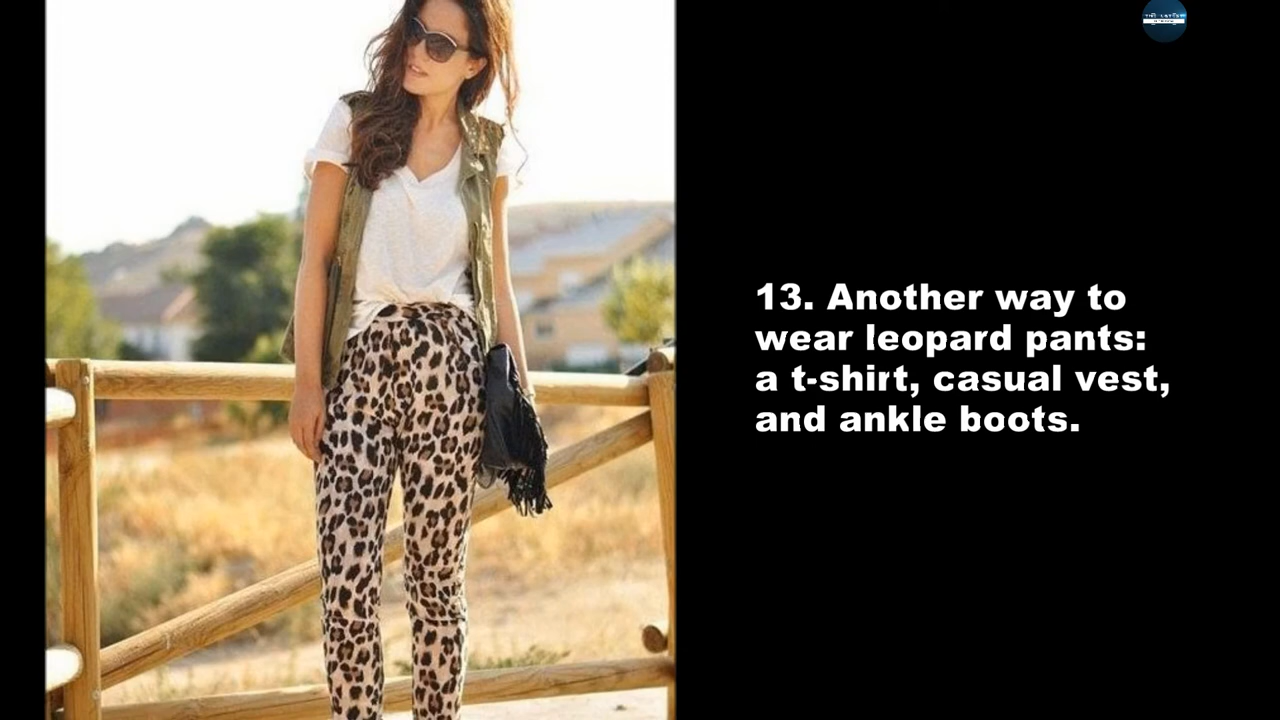 13. Another way to
wear leopard pants:
a t-shirt, casual vest,
and ankle boots.